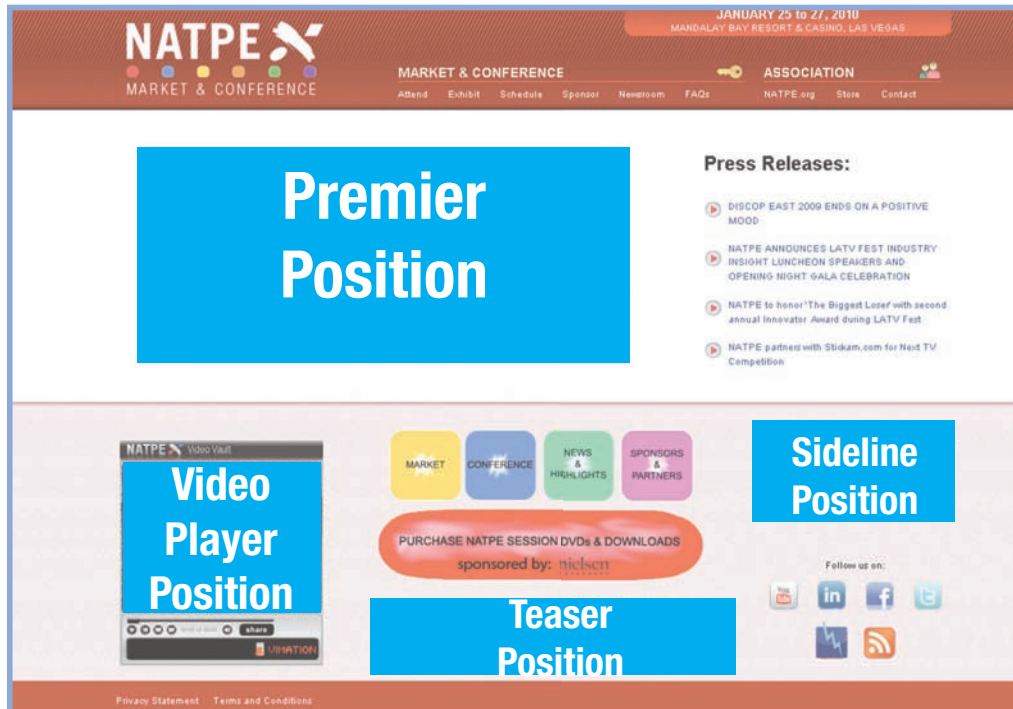 JANUARY 25 to 27, 2010
MANDALAY BAY RESORT & CASINO, LAS VEGAS
NATPE
MARKET & CONFERENCE
MARKET & CONFERENCE
ASSOCIATION
Attend Exhibit Schedule Sponsor Newsroom FAQs
NATPE.org Store Contact
Premier
Position
Press Releases:
DISCOP EAST 2009 ENDS ON A POSITIVE
MOOD
NATPE ANNOUNCES LATV FEST INDUSTRY
INSIGHT LUNCHEON SPEAKERS AND
OPENING NIGHT GALA CELEBRATION
NATPE to honor 'The Biggest Loser' with second
annual Innovator Award during LATV Fest
NATPE partners with Stickam.com for Next TV
Competition
NATPE Video Vault
Video
Player
Position
share
VIMATION
MARKET
CONFERENCE
NEWS
&
HIGHLIGHTS
SPONSORS
&
PARTNERS
PURCHASE NATPE SESSION DVDs & DOWNLOADS
sponsored by: nielsen
Teaser
Position
Sideline
Position
Follow us on:
You
Tube
in
f
t
Privacy Statement Terms and Conditions